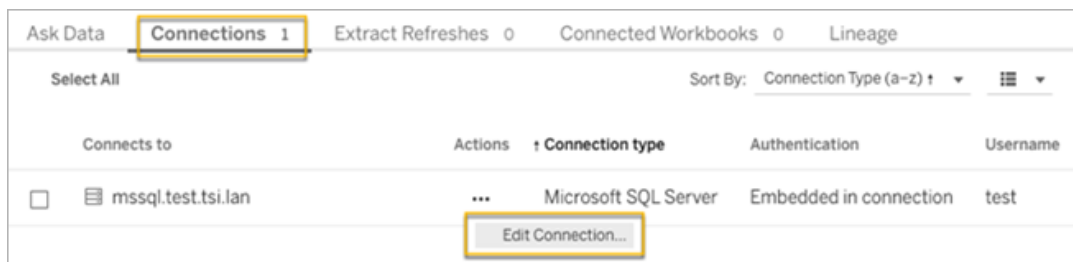 Ask Data Connections 1 Extract Refreshes 0 Connected Workbooks 0 Lineage
Select All Sort By: Connection Type (a–z) ↑
Connects to Actions ↑ Connection type Authentication Username
mssql.test.tsi.lan ... Microsoft SQL Server Embedded in connection test
Edit Connection...